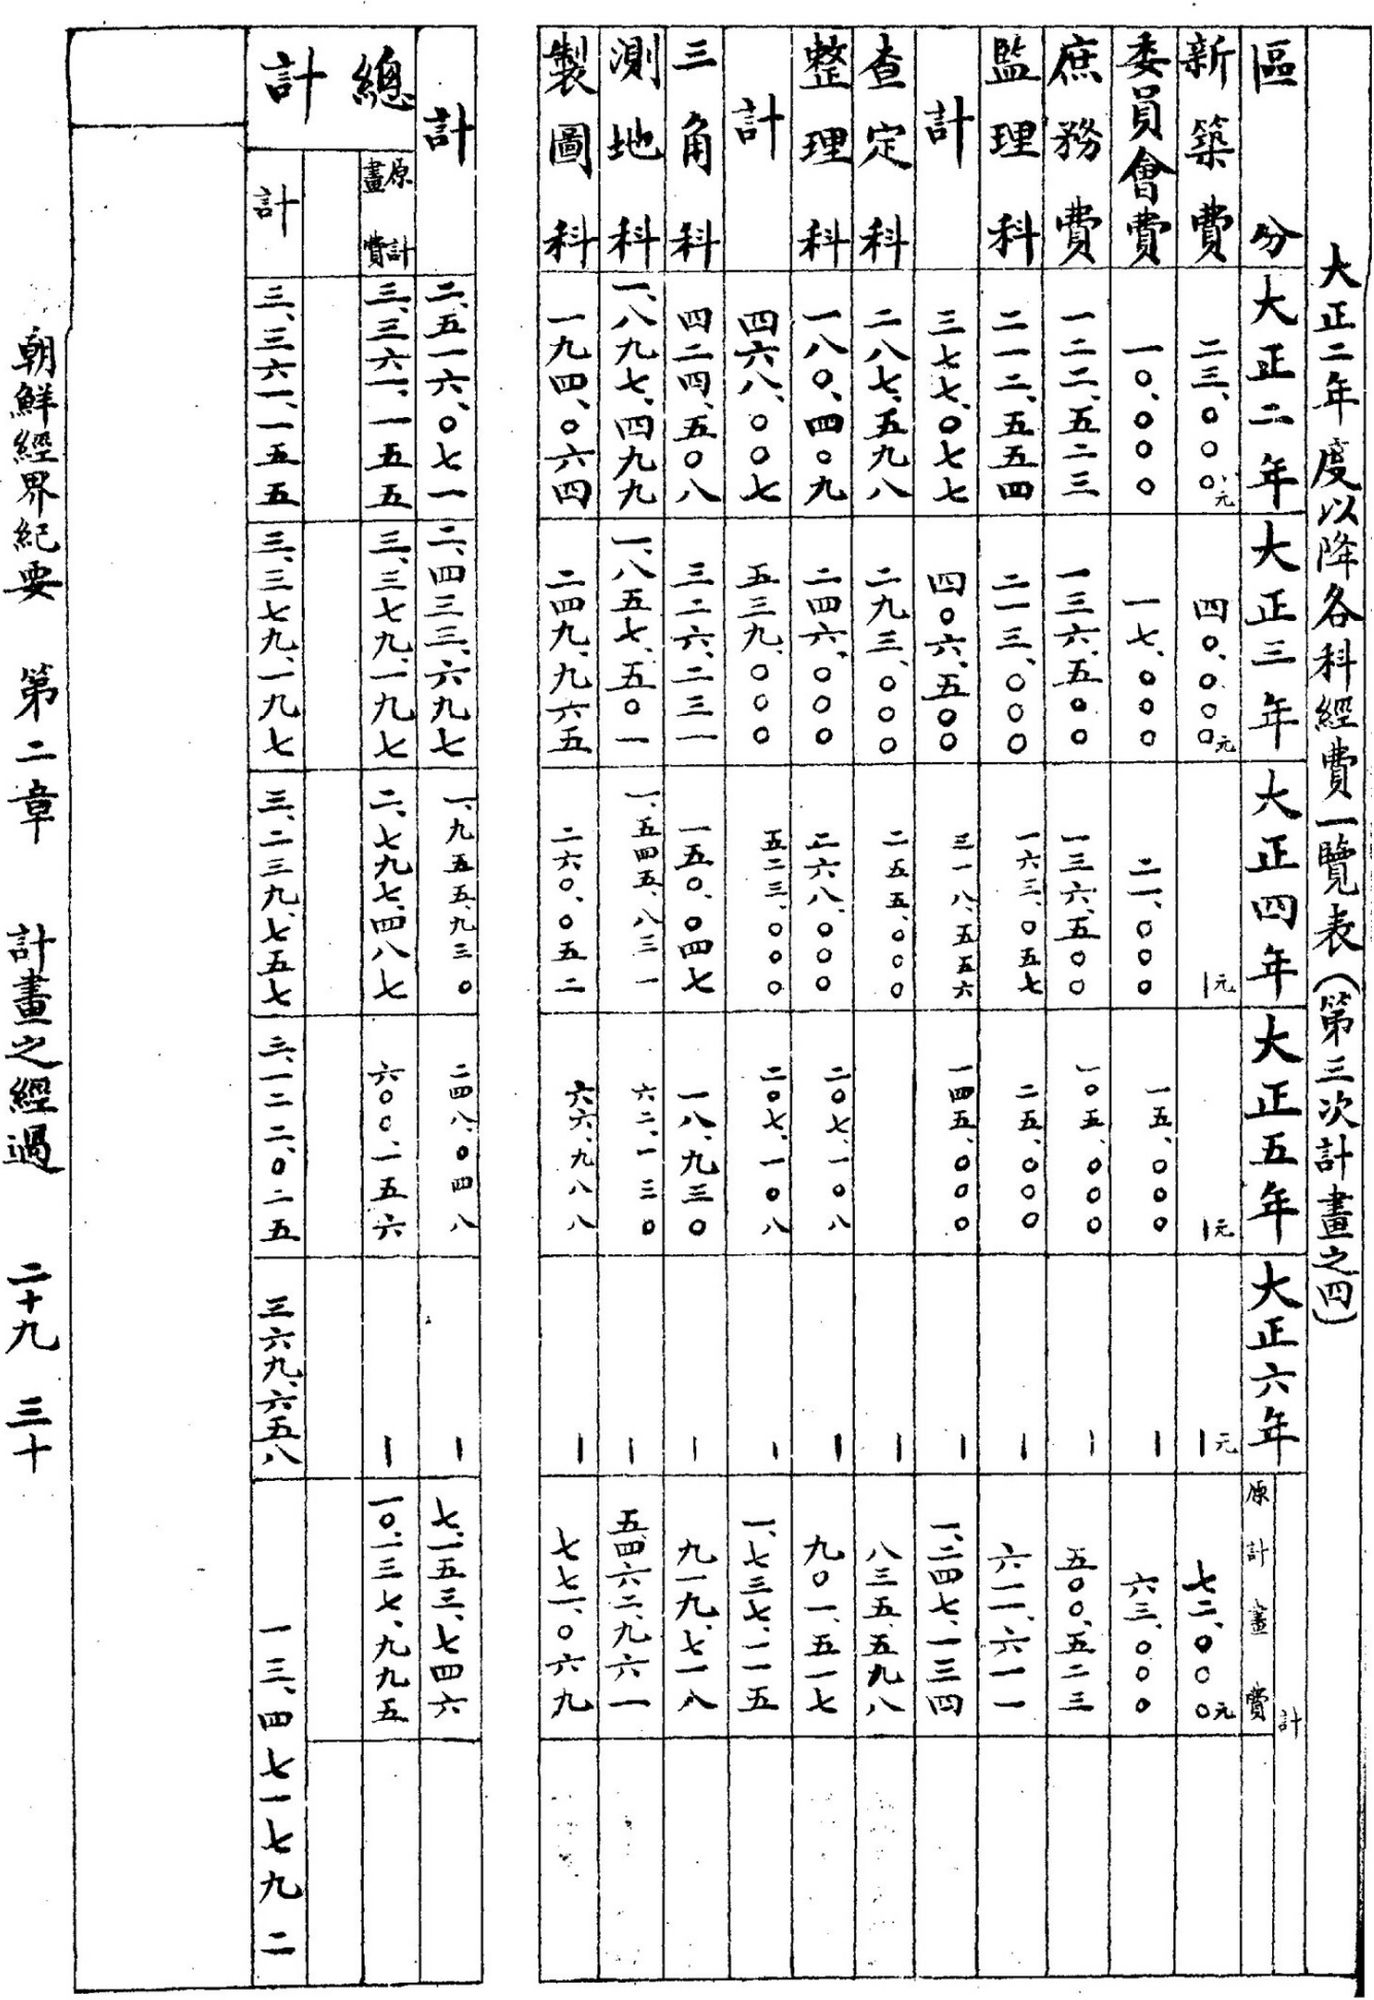 大正二年度以降各科經費一覽表(第三次計畫之四)
區分 大正二年 大正三年 大正四年 大正五年 大正六年 計 原計畫費
新築費 二三、〇〇〇元 四〇、〇〇〇元 ｜元 ｜元 ｜元 七二、〇〇〇元
委員會費 一〇、〇〇〇 一七、〇〇〇 二一、〇〇〇 一五、〇〇〇 ｜ 六三、〇〇〇
庶務費 一二二、五二三 一三六、五〇〇 一三六、五〇〇 一〇五、〇〇〇 ｜ 五〇〇、五二三
監理科 二一二、五五四 二一三、〇〇〇 一六三、〇五七 二五、〇〇〇 ｜ 六一一、六一一
計 三七七、〇七七 四〇六、五〇〇 三一八、五五六 一四五、〇〇〇 ｜ 一、二四七、一三四
查定科 二八七、五九八 二九三、〇〇〇 二五五、〇〇〇 ｜ 八三五、五九八
整理科 一八〇、四〇九 二四六、〇〇〇 二六八、〇〇〇 二〇七、一〇八 ｜ 九〇一、五一七
計 四六八、〇〇七 五三九、〇〇〇 五二三、〇〇〇 二〇七、一〇八 ｜ 一、七三七、一一五
三角科 四二四、五〇八 三二六、二三一 一五〇、〇四七 一八、九三〇 ｜ 九一九、七一八
測地科 一、八九七、四九九 一、八五七、五〇一 一、五四五、八三一 六二、一三〇 ｜ 五四六二、九六一
製圖科 一九四、〇六四 二四九、九六五 二六〇、〇五二 六六、九八八 ｜ 七七一、〇六九
計 二、五一六、〇七一 二、四三三、六九七 一、九五五、九三〇 二四八、〇四八 ｜ 七、一五三、七四六
總計
原計畫費 三、三六一、一五五 三、三七九、一九七 二、七九七、四八七 六〇〇、一五六 ｜ 一〇、一三七、九九五
計 三、三六一、一五五 三、三七九、一九七 三、二三九、七五七 三、一二二、〇二五 三六九、六五八 一三、四七一七九二
朝鮮經界紀要 第二章 計畫之經過 二十九 三十